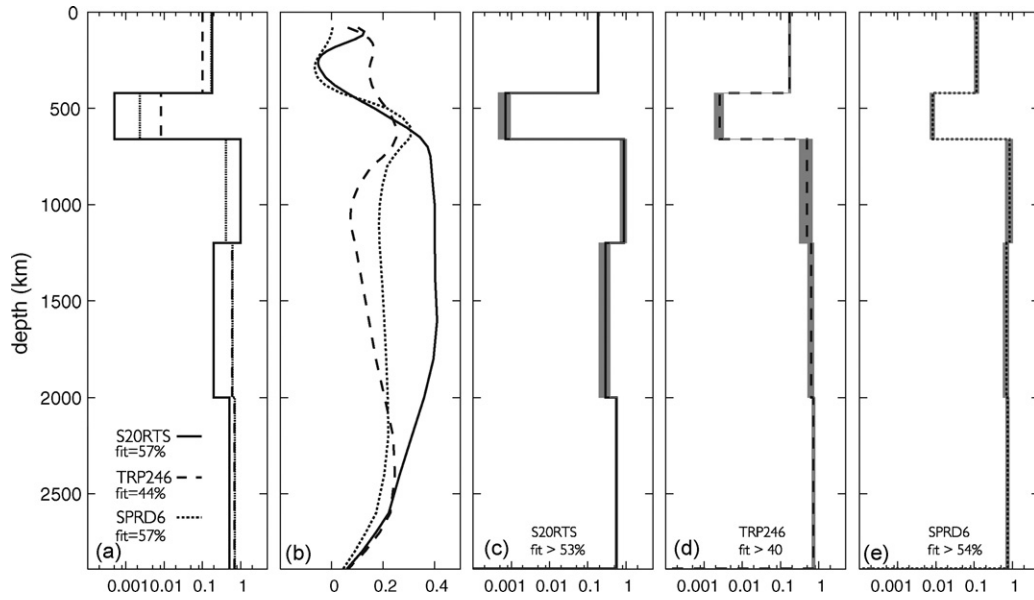 0
500
1000
1500
2000
2500
depth (km)
S20RTS
fit=57%
TRP246
fit=44%
SPRD6
fit=57%
(a)
(b)
(c)
S20RTS
fit > 53%
(d)
TRP246
fit > 40
(e)
SPRD6
fit > 54%
0.001 0.01 0.1 1
0 0.2 0.4
0.001 0.01 0.1 1
0.001 0.01 0.1 1
0.001 0.01 0.1 1